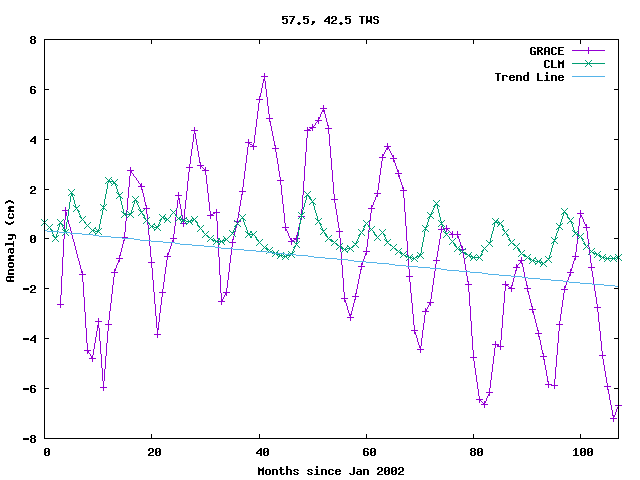 57.5, 42.5 TWS
GRACE
CLM
Trend Line
8
6
4
2
0
-2
-4
-6
-8
Anomaly (cm)
0 20 40 60 80 100
Months since Jan 2002